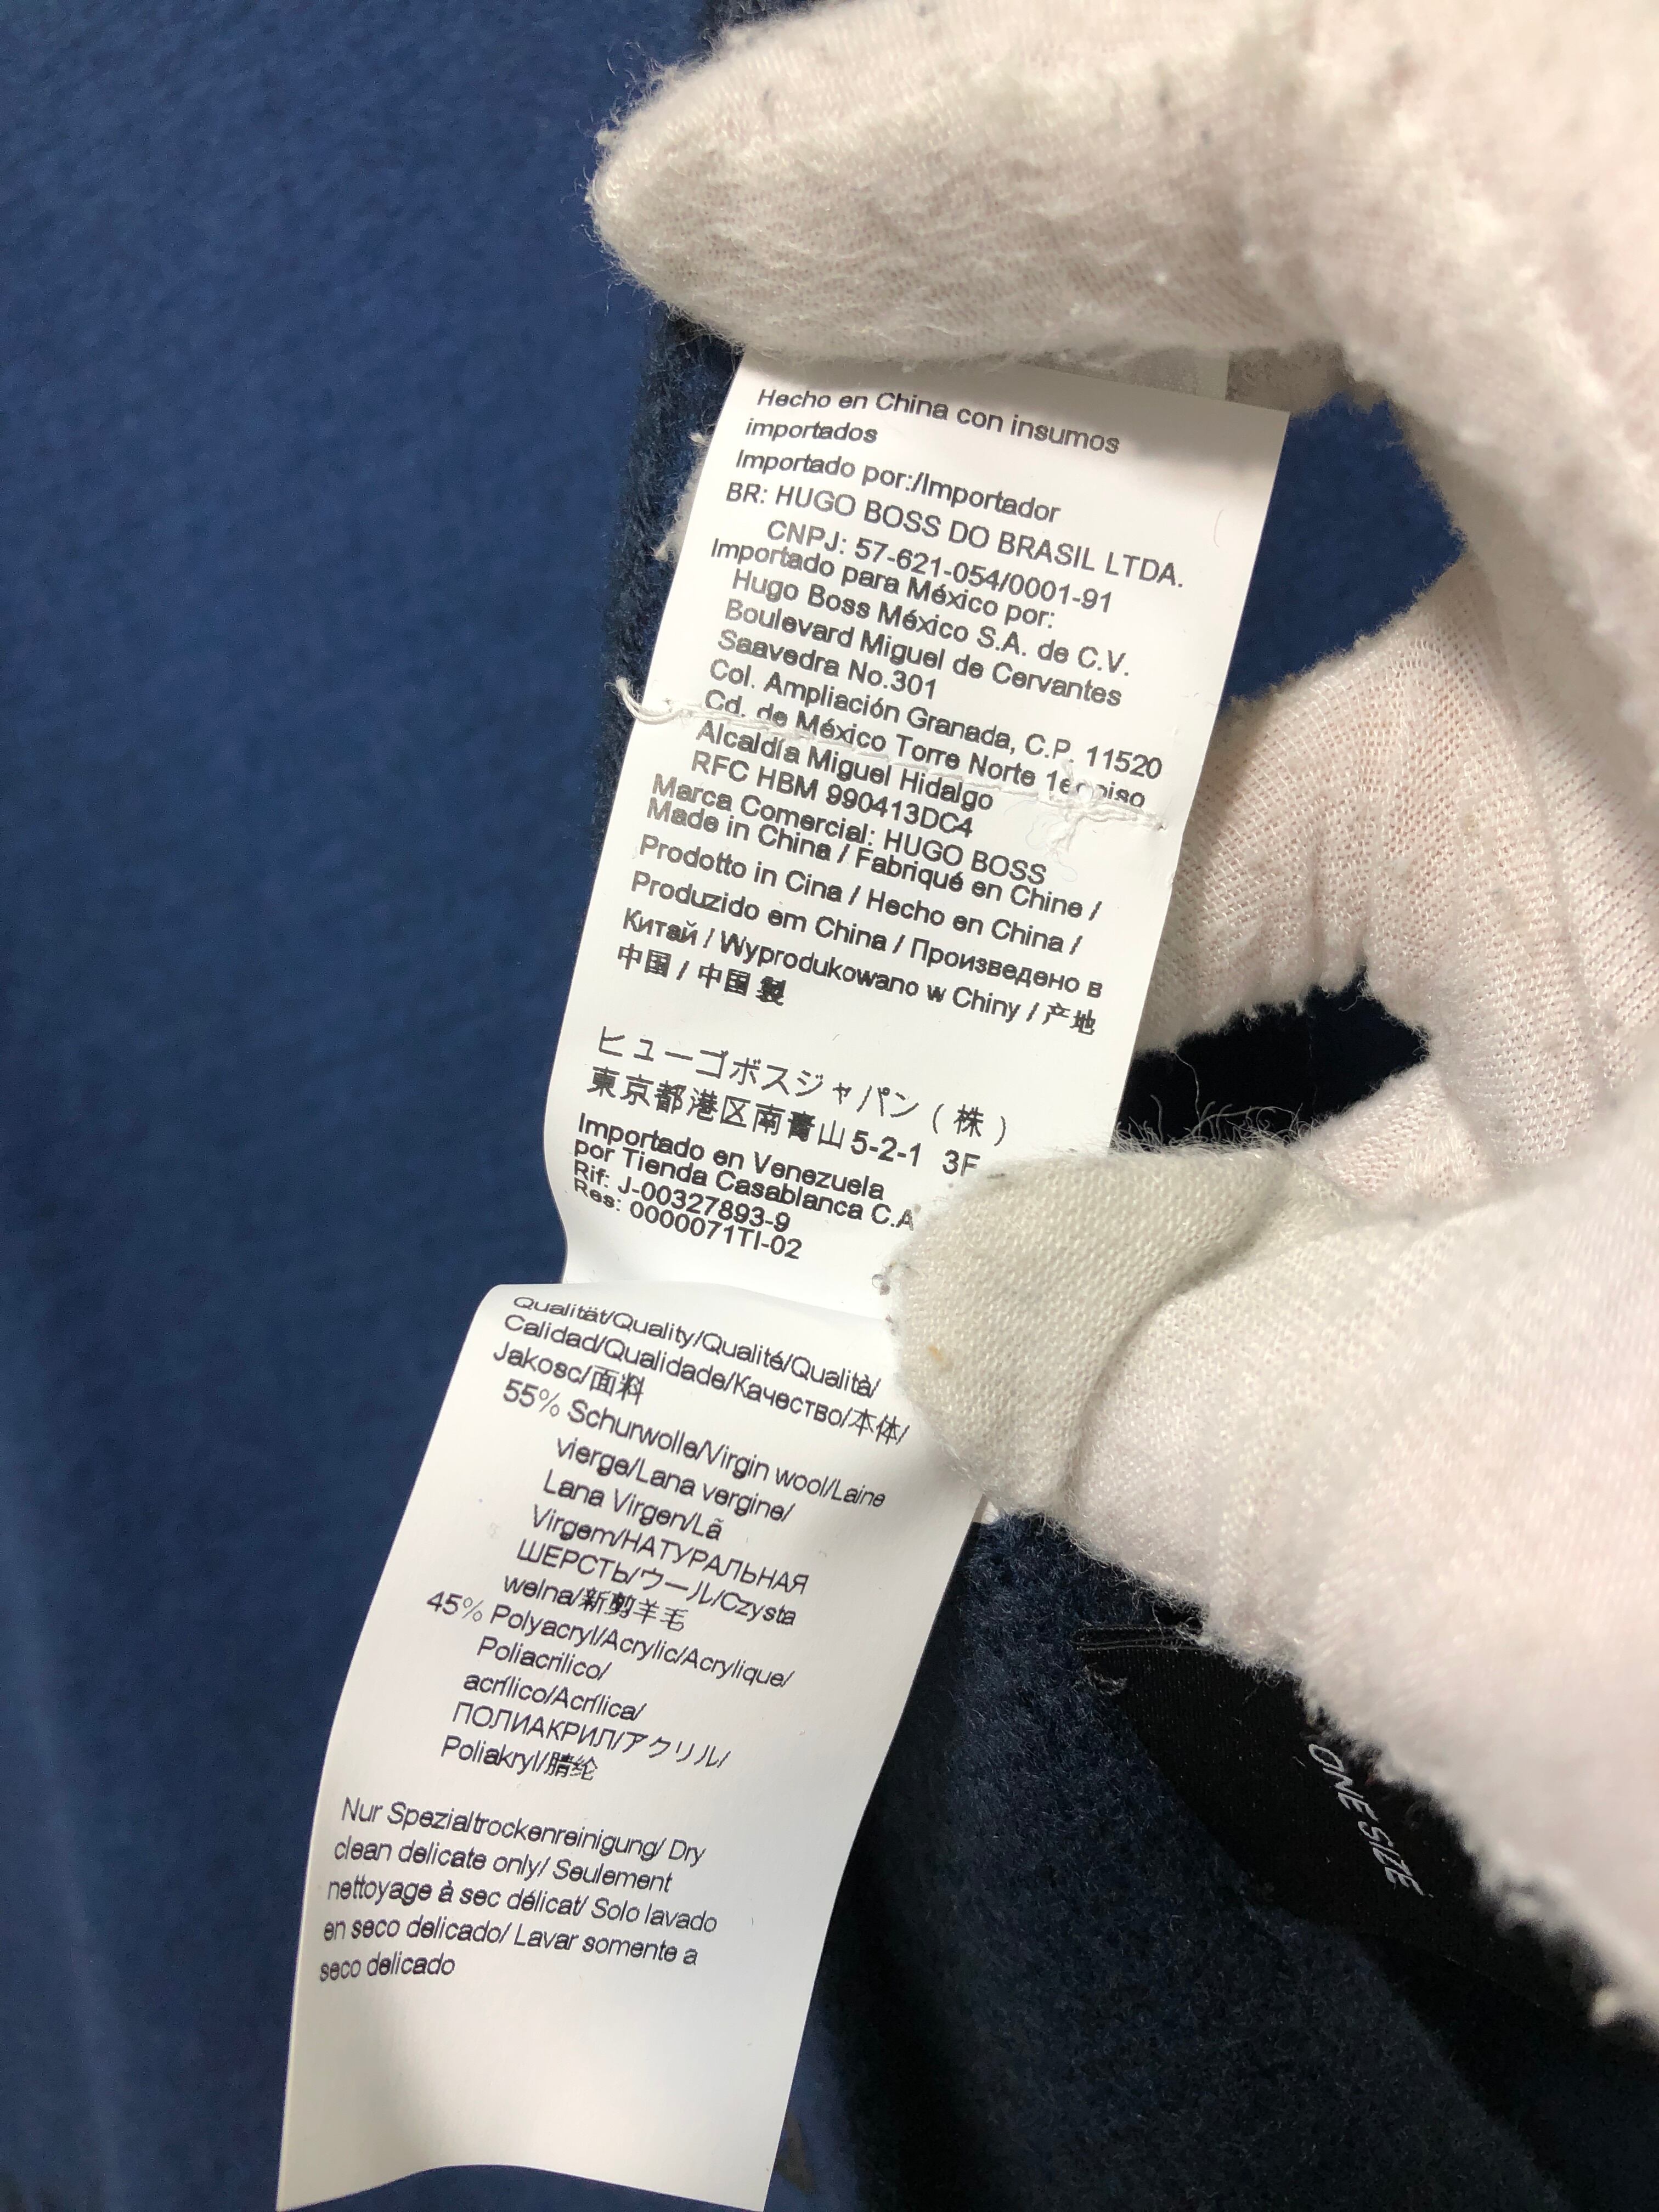 Hecho en China con insumos
importados
Importado por:/Importador
BR: HUGO BOSS DO BRASIL LTDA.
CNPJ: 57-621-054/0001-91
Importado para México por:
Hugo Boss México S.A. de C.V.
Boulevard Miguel de Cervantes
Saavedra No.301
Col. Ampliación Granada, C.P. 11520
Cd. de México Torre Norte 1er piso
Alcaldía Miguel Hidalgo
RFC HBM 990413DC4
Marca Comercial: HUGO BOSS
Made in China / Fabriqué en Chine /
Prodotto in Cina / Hecho en China /
Produzido em China / Произведено в
Китай / Wyprodukowano w Chiny / 产地
中国 / 中国 製
ヒューゴボスジャパン (株)
東京都港区南青山 5-2-1 3F
Importado en Venezuela
por Tienda Casablanca C.A
Rif: J-00327893-9
Res: 0000071TI-02
Qualität/Quality/Qualité/Qualità/
Calidad/Qualidade/Качество/本体/
Jakosc/面料
55% Schurwolle/Virgin wool/Laine
vierge/Lana vergine/
Lana Virgen/Lã
Virgem/НАТУРАЛЬНАЯ
ШЕРСТЬ/ウール/Czysta
welna/新剪羊毛
45% Polyacryl/Acrylic/Acrylique/
Poliacrilico/
acrílico/Acrílica/
ПОЛИАКРИЛ/アクリル/
Poliakryl/腈纶
Nur Spezialtrockenreinigung/ Dry
clean delicate only/ Seulement
nettoyage à sec délicat/ Solo lavado
en seco delicado/ Lavar somente a
seco delicado
ONE SIZE